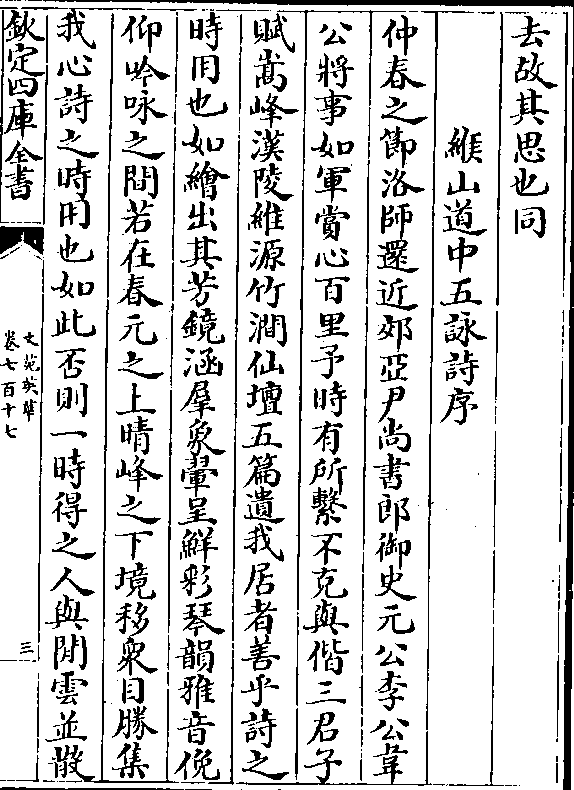 去故其思也同
緱山道中五詠詩序
仲春之節洛師還近郊亞尹尚書郎御史元公李公韋
公將事如軍賞心百里予時有所繫不克與偕三君子
賦嵩峰漢陵維源竹澗仙壇五篇遺我居者善乎詩之
時用也如繪出其芳鏡涵羣象翬呈鮮彩琴韻雅音俛
仰吟咏之間若在春元之上晴峰之下境移衆目勝集
我心詩之時用也如此否則一時得之人與閒雲並散
欽定四庫全書
文苑英華
卷七百十七
三